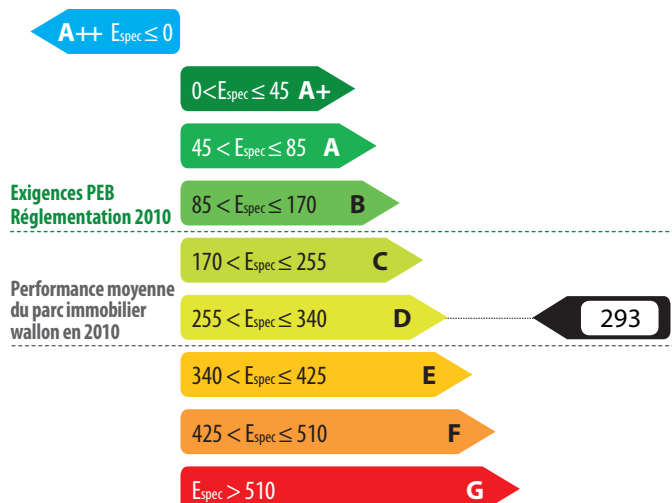 A++ Espec ≤ 0
0<Espec ≤ 45 A+
45 < Espec ≤ 85 A
Exigences PEB
Réglementation 2010
85 < Espec ≤ 170 B
170 < Espec ≤ 255 C
Performance moyenne
du parc immobilier
wallon en 2010
255 < Espec ≤ 340 D
293
340 < Espec ≤ 425 E
425 < Espec ≤ 510 F
Espec > 510 G